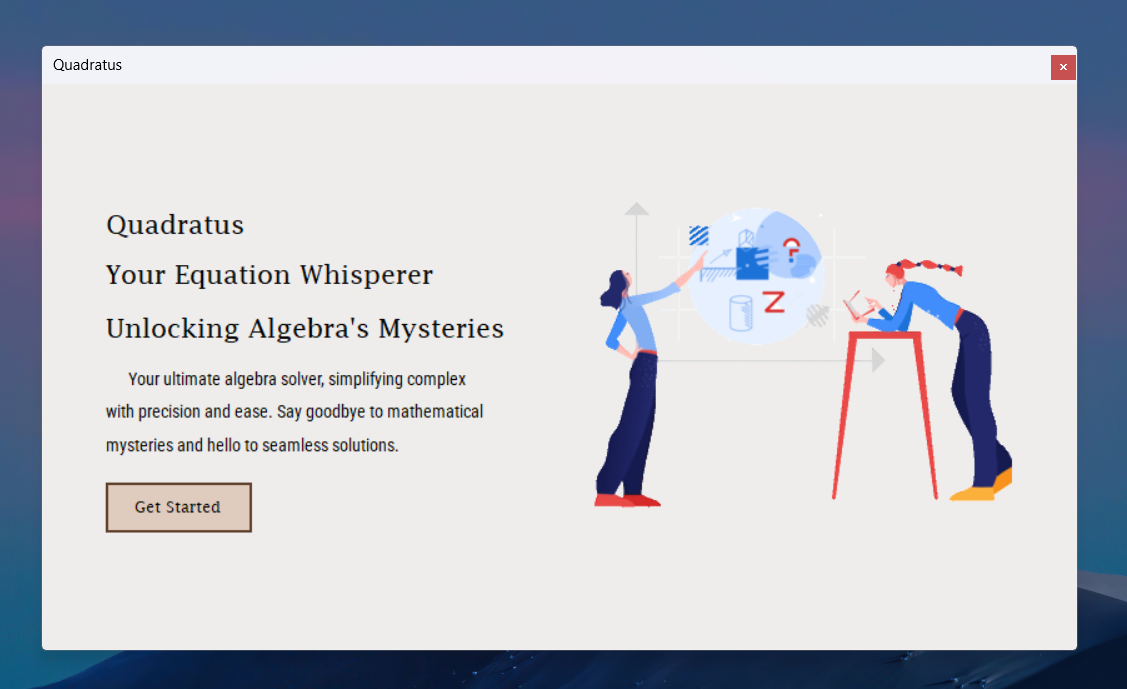 Quadratus
Quadratus
Your Equation Whisperer
Unlocking Algebra's Mysteries
Your ultimate algebra solver, simplifying complex
with precision and ease. Say goodbye to mathematical
mysteries and hello to seamless solutions.
Get Started
?
Z